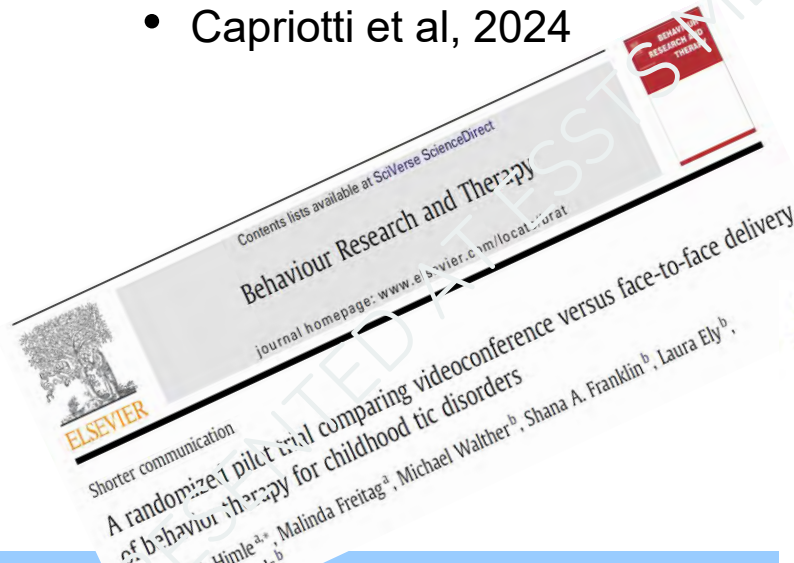 • Capriotti et al, 2024
BEHAVIOUR
RESEARCH AND
THERAPY
Contents lists available at SciVerse ScienceDirect
Behaviour Research and Therapy
journal homepage: www.elsevier.com/locate/brat
ELSEVIER
Shorter communication
A randomized pilot trial comparing videoconference versus face-to-face delivery
of behavior therapy for childhood tic disorders
Himle a,*, Malinda Freitag a, Michael Walther b, Shana A. Franklin b, Laura Ely b,